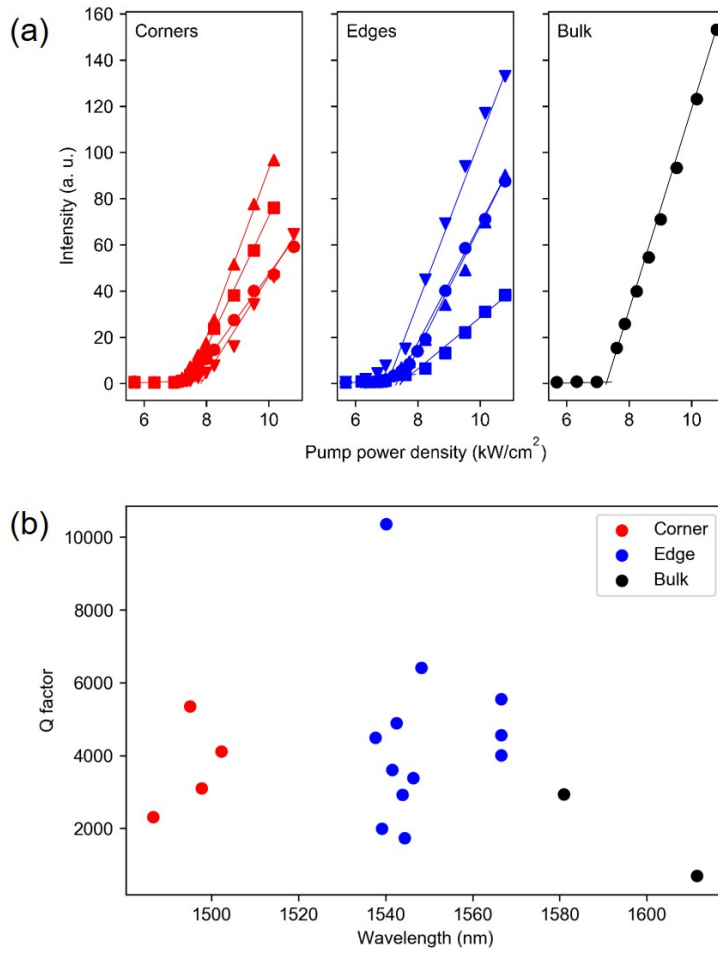 (a)
Corners
Edges
Bulk
160
140
120
100
80
60
40
20
0
Intensity (a. u.)
6 8 10
6 8 10
6 8 10
Pump power density (kW/cm²)
(b)
Corner
Edge
Bulk
10000
8000
6000
4000
2000
Q factor
1500 1520 1540 1560 1580 1600
Wavelength (nm)